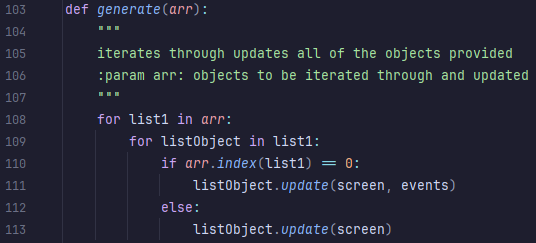 103 def generate(arr):
104 """
105 iterates through updates all of the objects provided
106 :param arr: objects to be iterated through and updated
107 """
108 for list1 in arr:
109 for listObject in list1:
110 if arr.index(list1) == 0:
111 listObject.update(screen, events)
112 else:
113 listObject.update(screen)